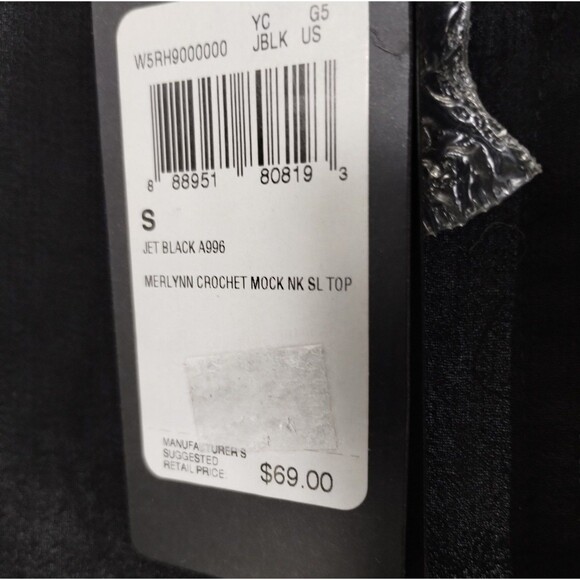 YC G5
W5RH9000000 JBLK US
8 88951 80819 3
S
JET BLACK A996
MERLYNN CROCHET MOCK NK SL TOP
MANUFACTURER'S
SUGGESTED
RETAIL PRICE $69.00